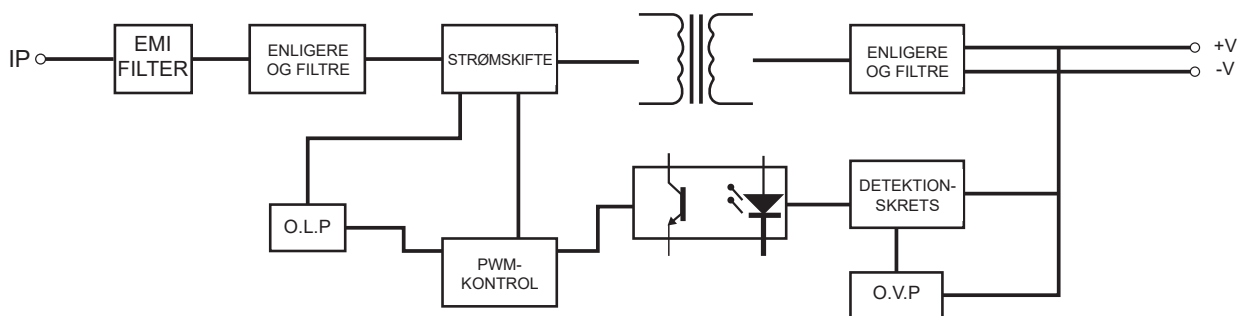 IP
EMI
FILTER
ENLIGERE
OG FILTRE
STRØMSKIFTE
ENLIGERE
OG FILTRE
+V
-V
O.L.P
PWM-
KONTROL
DETEKTION-
SKRETS
O.V.P